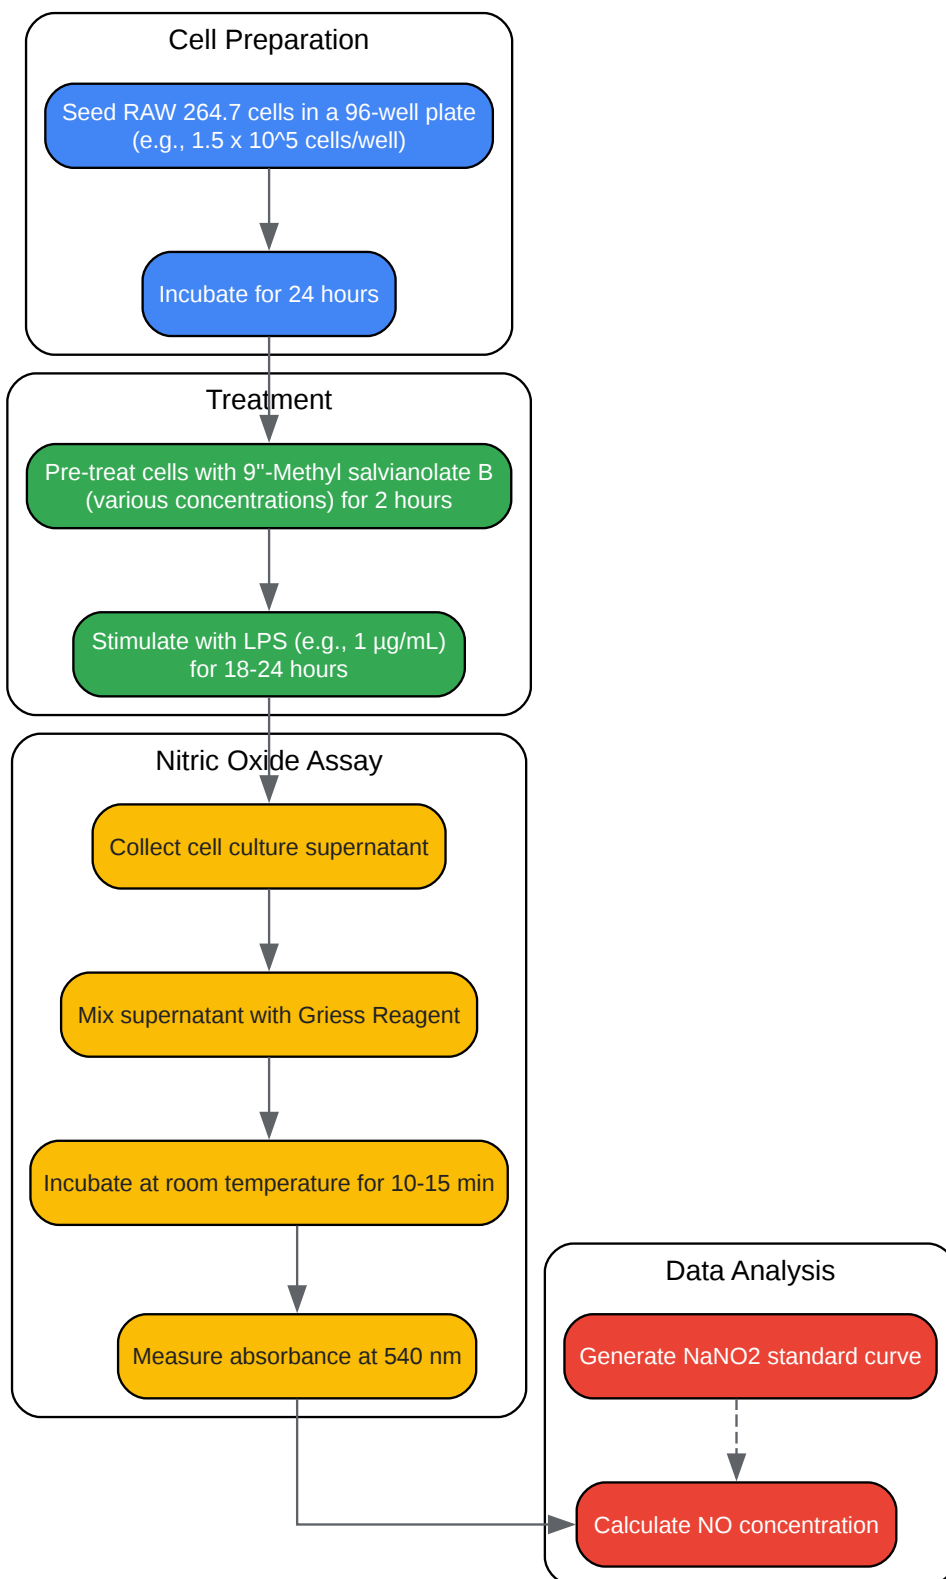 Cell Preparation
Seed RAW 264.7 cells in a 96-well plate
(e.g., 1.5 x 10^5 cells/well)
Incubate for 24 hours
Treatment
Pre-treat cells with 9''-Methyl salvianolate B
(various concentrations) for 2 hours
Stimulate with LPS (e.g., 1 µg/mL)
for 18-24 hours
Nitric Oxide Assay
Collect cell culture supernatant
Mix supernatant with Griess Reagent
Incubate at room temperature for 10-15 min
Measure absorbance at 540 nm
Data Analysis
Generate NaNO2 standard curve
Calculate NO concentration